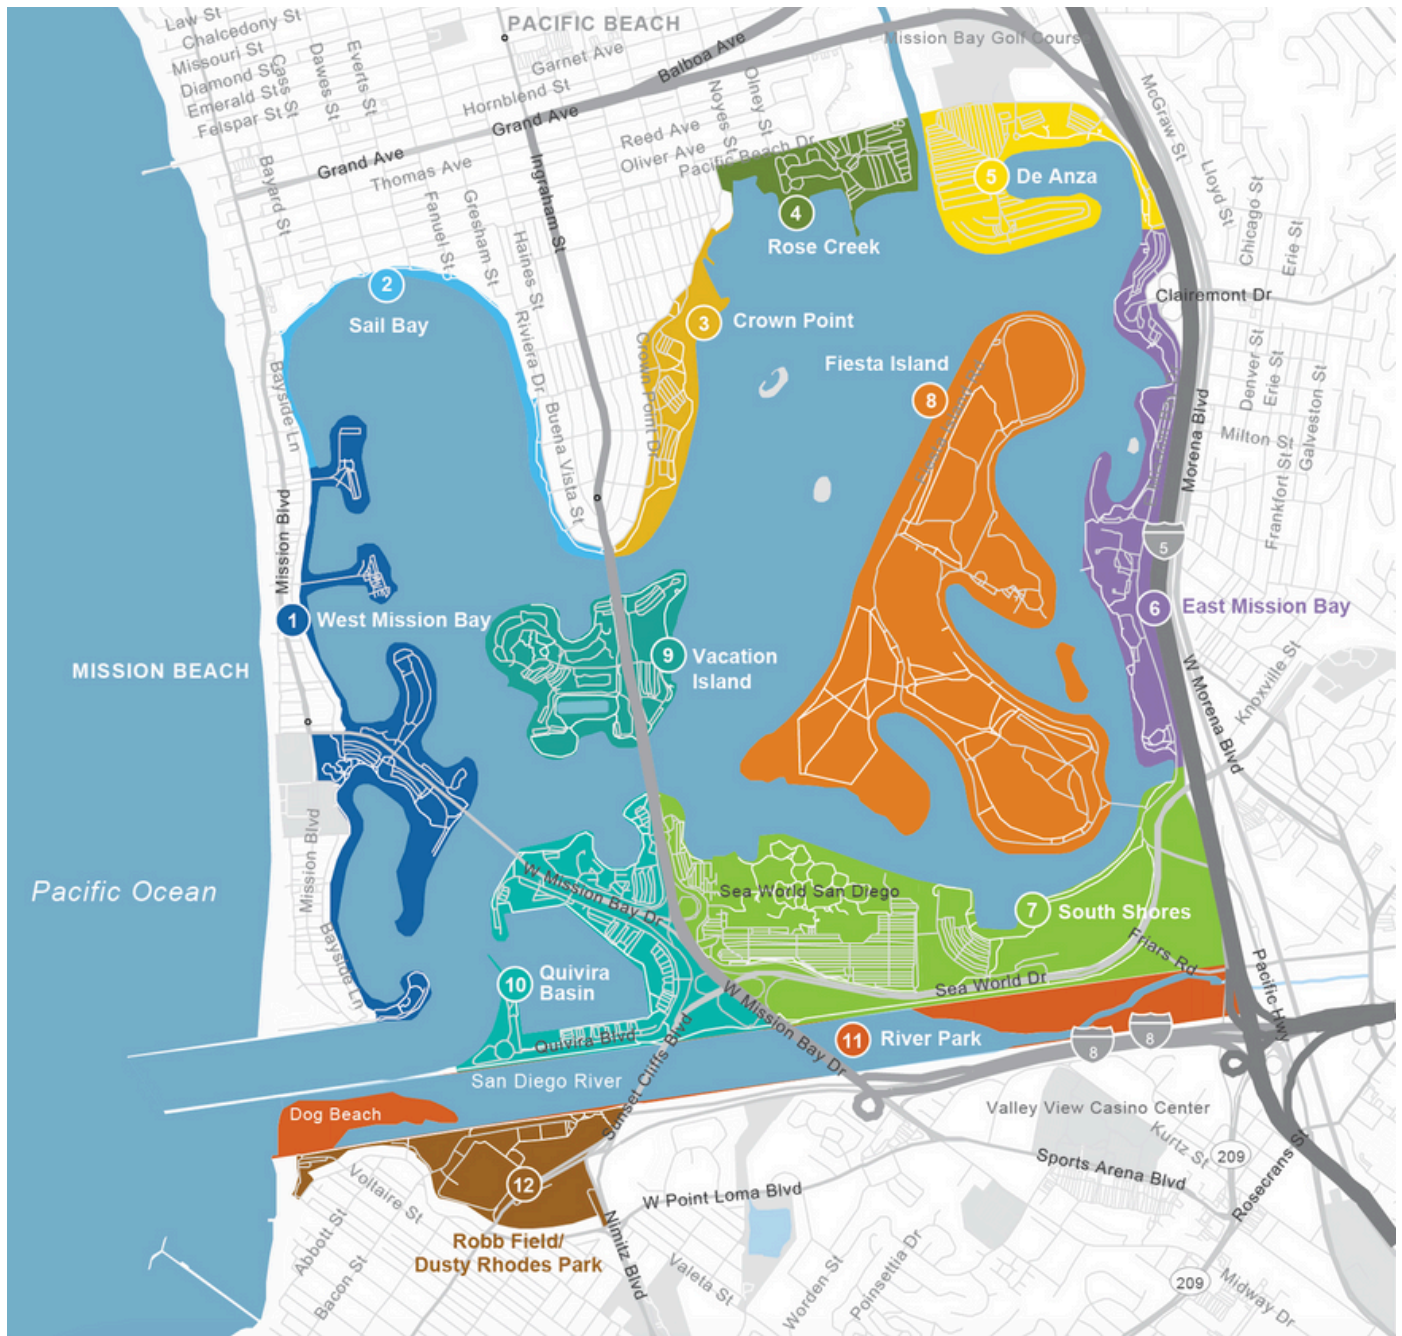 Law St
Chalcedony St
Missouri St
Diamond St
Emerald St
Felspar St
Cass St
Dawes St
Everts St
PACIFIC BEACH
Garnet Ave
Hornblend St
Grand Ave
Balboa Ave
Mission Bay Golf Course
Grand Ave
Thomas Ave
Bayard St
Fanuel St
Gresham St
Haines St
Ingraham St
Reed Ave
Oliver Ave
Pacific Beach Dr
Noyes St
Olney St
McGraw St
Lloyd St
Chicago St
Erie St
5 De Anza
4
Rose Creek
2
Sail Bay
Clairemont Dr
3 Crown Point
Crown Point Dr
Riviera Dr
Buena Vista St
Bayside Ln
Fiesta Island
8
Denver St
Erie St
Galveston St
Milton St
Frankfort St
Morena Blvd
5
Mission Blvd
1 West Mission Bay
6 East Mission Bay
MISSION BEACH
9 Vacation
Island
W Morena Blvd
Knoxville St
Mission Blvd
Pacific Ocean
W Mission Bay Dr
Sea World San Diego
7 South Shores
Friars Rd
Bayside Ln
10 Quivira
Basin
Sea World Dr
Pacific Hwy
W Mission Bay Dr
11 River Park
Quivira Blvd
8
8
San Diego River
Sunset Cliffs Blvd
Dog Beach
Valley View Casino Center
Kurtz St
209
Rosecrans St
Sports Arena Blvd
12
Voltaire St
W Point Loma Blvd
Abbott St
Bacon St
Robb Field/
Dusty Rhodes Park
Nimitz Blvd
Valeta St
Worden St
Poinsettia Dr
209
Midway Dr